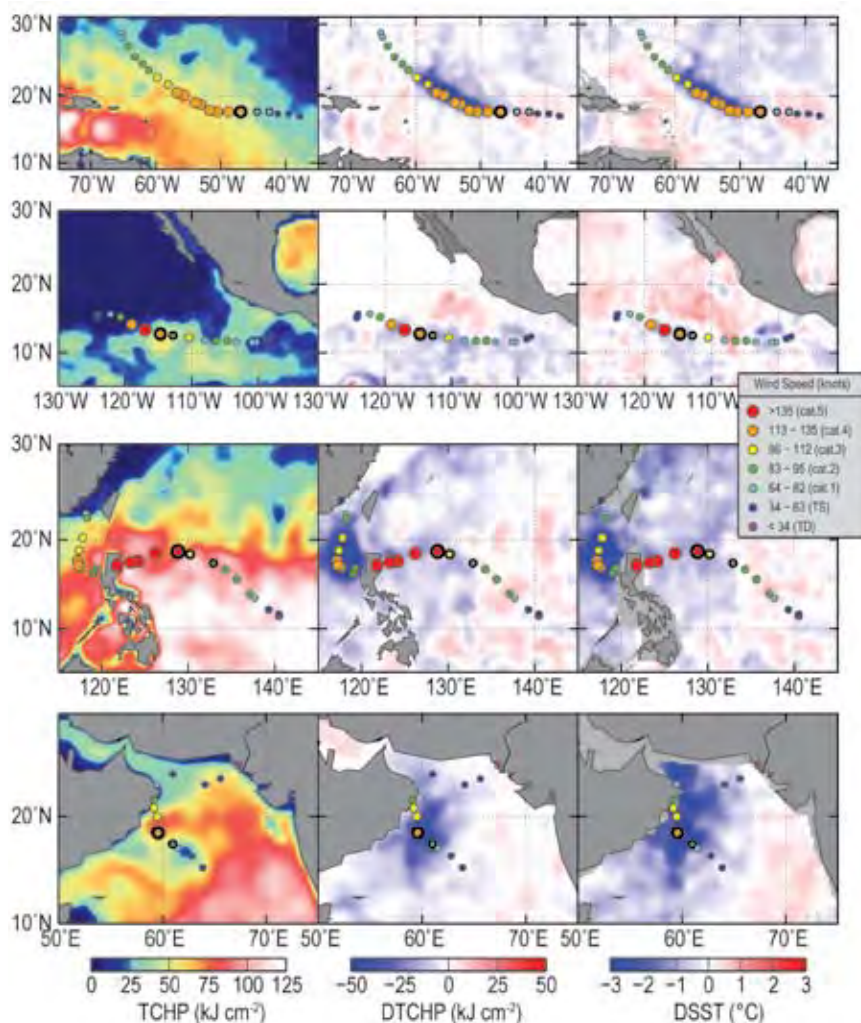 30°N
20°N
10°N
70°W 60°W 50°W 40°W 70°W 60°W 50°W 40°W 70°W 60°W 50°W 40°W
30°N
20°N
10°N
130°W 120°W 110°W 100°W 130°W 120°W 110°W 100°W 130°W 120°W 110°W
Wind Speed (knots)
>135 (cat.5)
113 – 135 (cat.4)
96 – 112 (cat.3)
83 – 95 (cat.2)
64 – 82 (cat.1)
34 – 63 (TS)
< 34 (TD)
30°N
20°N
10°N
120°E 130°E 140°E 120°E 130°E 140°E 120°E 130°E 140°E
20°N
10°N
50°E 60°E 70°E 50°E 60°E 70°E 50°E 60°E 70°E
0 25 50 75 100 125 −50 −25 0 25 50 −3 −2 −1 0 1 2 3
TCHP (kJ cm⁻²) DTCHP (kJ cm⁻²) DSST (°C)